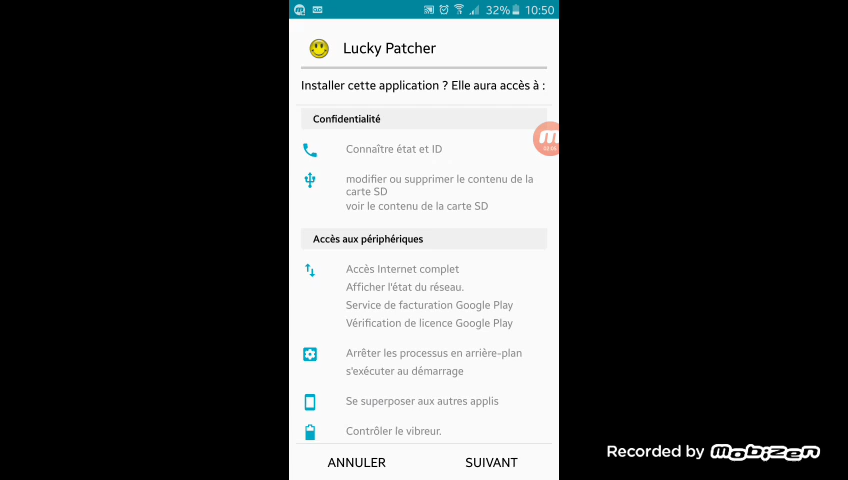 32% 10:50
Lucky Patcher
Installer cette application ? Elle aura accès à :
Confidentialité
Connaître état et ID
modifier ou supprimer le contenu de la
carte SD
voir le contenu de la carte SD
Accès aux périphériques
Accès Internet complet
Afficher l'état du réseau.
Service de facturation Google Play
Vérification de licence Google Play
Arrêter les processus en arrière-plan
s'exécuter au démarrage
Se superposer aux autres applis
Contrôler le vibreur.
ANNULER SUIVANT
Recorded by mobizen